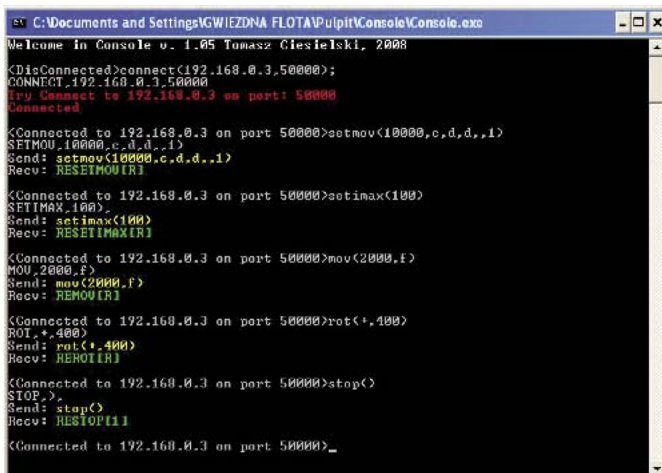 C:\Documents and Settings\GWIEZDNA FLOTA\Pulpit\Console\Console.exe
Welcome in Console v. 1.05 Tomasz Ciesielski, 2008
<DisConnected>connect(192.168.0.3,50000);
CONNECT,192.168.0.3,50000
Try Connect to 192.168.0.3 on port: 50000
Connected
<Connected to 192.168.0.3 on port 50000>setmov(10000,c,d,d,,1)
SETMOV,10000,c,d,d,,1)
Send: setmov(10000,c,d,d,,1)
Recv: RESETMOV[R]
<Connected to 192.168.0.3 on port 50000>setimax(100)
SETIMAX,100),
Send: setimax(100)
Recv: RESETIMAX[R]
<Connected to 192.168.0.3 on port 50000>mov(2000,f)
MOV,2000,f)
Send: mov(2000,f)
Recv: REMOV[R]
<Connected to 192.168.0.3 on port 50000>rot(+,400)
ROT,+,400)
Send: rot(+,400)
Recv: REROT[R]
<Connected to 192.168.0.3 on port 50000>stop()
STOP,),
Send: stop()
Recv: RESTOP[1]
<Connected to 192.168.0.3 on port 50000>_